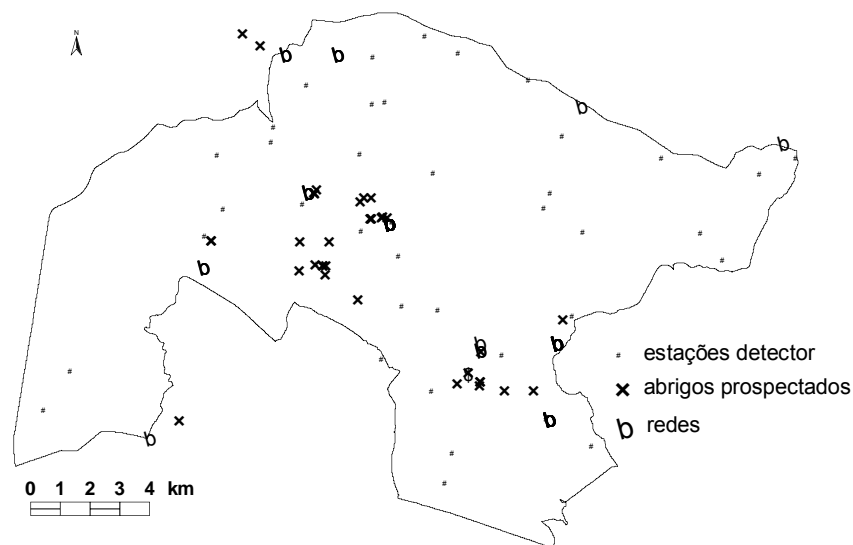 N
estações detector
abrigos prospectados
redes
0 1 2 3 4 km